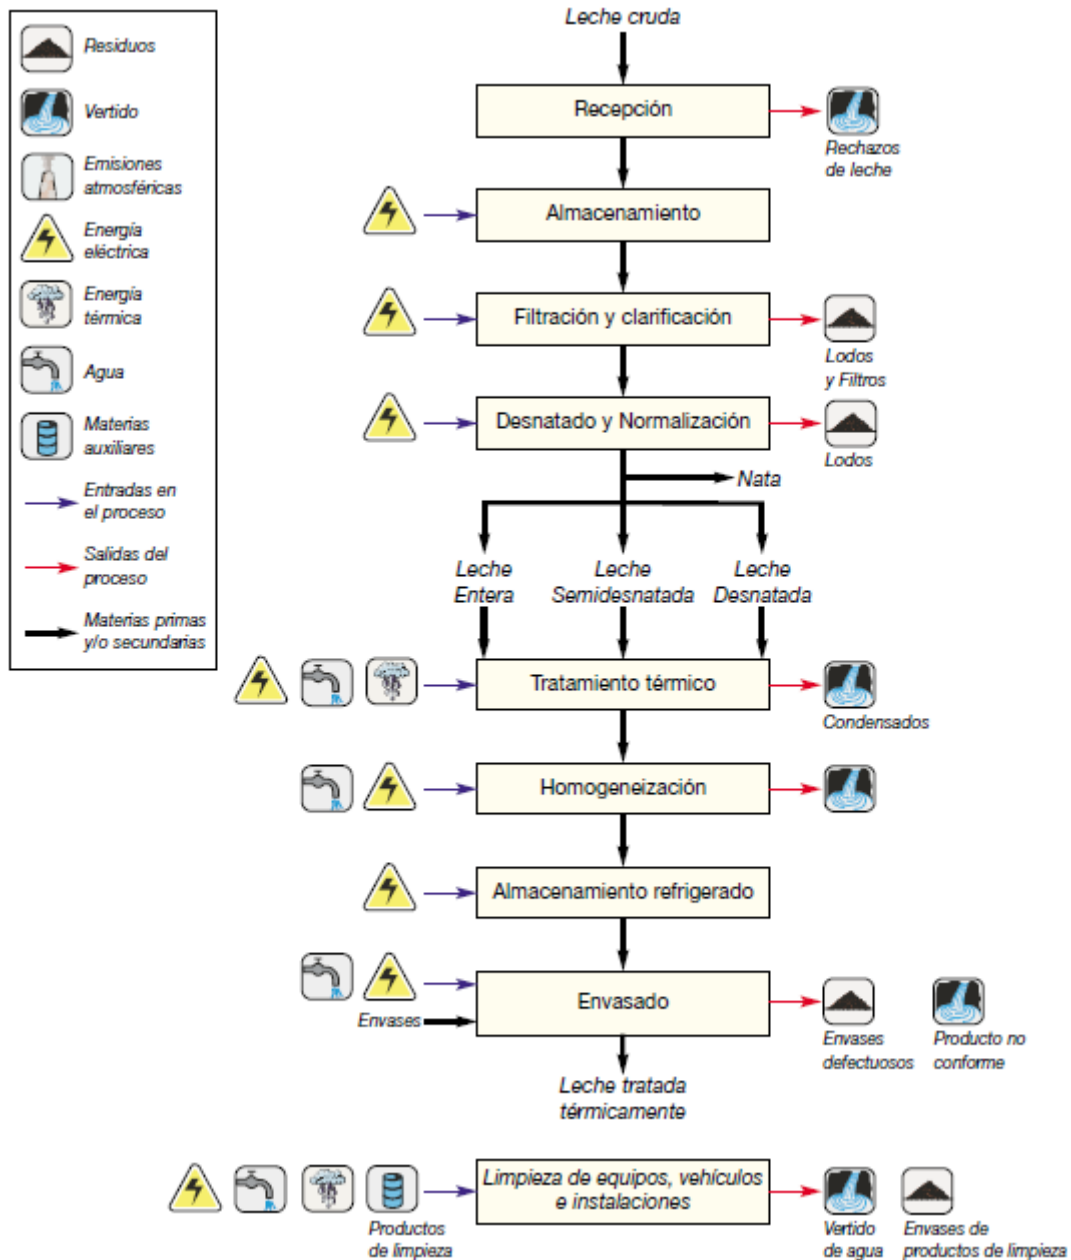 Residuos
Vertido
Emisiones
atmosféricas
Energía
eléctrica
Energía
térmica
Agua
Materias
auxiliares
Entradas en
el proceso
Salidas del
proceso
Materias primas
y/o secundarias
Leche cruda
Recepción
Rechazos
de leche
Almacenamiento
Filtración y clarificación
Lodos
y Filtros
Desnatado y Normalización
Lodos
Nata
Leche
Entera
Leche
Semidesnatada
Leche
Desnatada
Tratamiento térmico
Condensados
Homogeneización
Almacenamiento refrigerado
Envases
Envasado
Envases
defectuosos
Producto no
conforme
Leche tratada
térmicamente
Productos
de limpieza
Limpieza de equipos, vehículos
e instalaciones
Vertido
de agua
Envases de
productos de limpieza